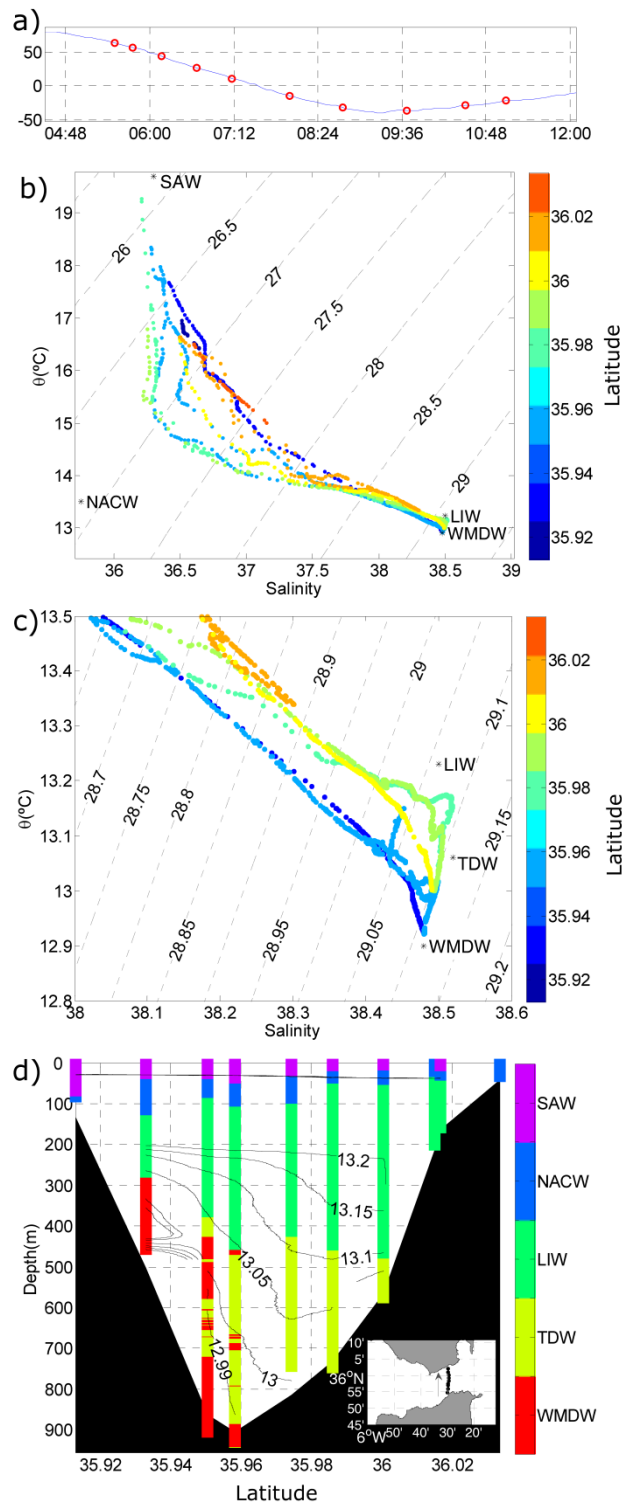 a)
50
0
-50
04:48 06:00 07:12 08:24 09:36 10:48 12:00
b)
SAW
19
18
17
16
15
14
13
θ(ºC)
26
26.5
27
27.5
28
28.5
29
NACW
LIW
WMDW
36 36.5 37 37.5 38 38.5 39
Salinity
36.02
36
35.98
35.96
35.94
35.92
Latitude
c)
13.5
13.4
13.3
13.2
13.1
13
12.9
12.8
θ(ºC)
28.7
28.75
28.8
28.85
28.9
28.95
29
29.05
29.1
29.15
29.2
LIW
TDW
WMDW
38 38.1 38.2 38.3 38.4 38.5 38.6
Salinity
36.02
36
35.98
35.96
35.94
35.92
Latitude
d)
0
100
200
300
400
500
600
700
800
900
Depth(m)
13.2
13.15
13.1
13.05
13
12.99
SAW
NACW
LIW
TDW
WMDW
10'
5'
36ºN
55'
50'
45'
6ºW 50' 40' 30' 20' 10'
35.92 35.94 35.96 35.98 36 36.02
Latitude